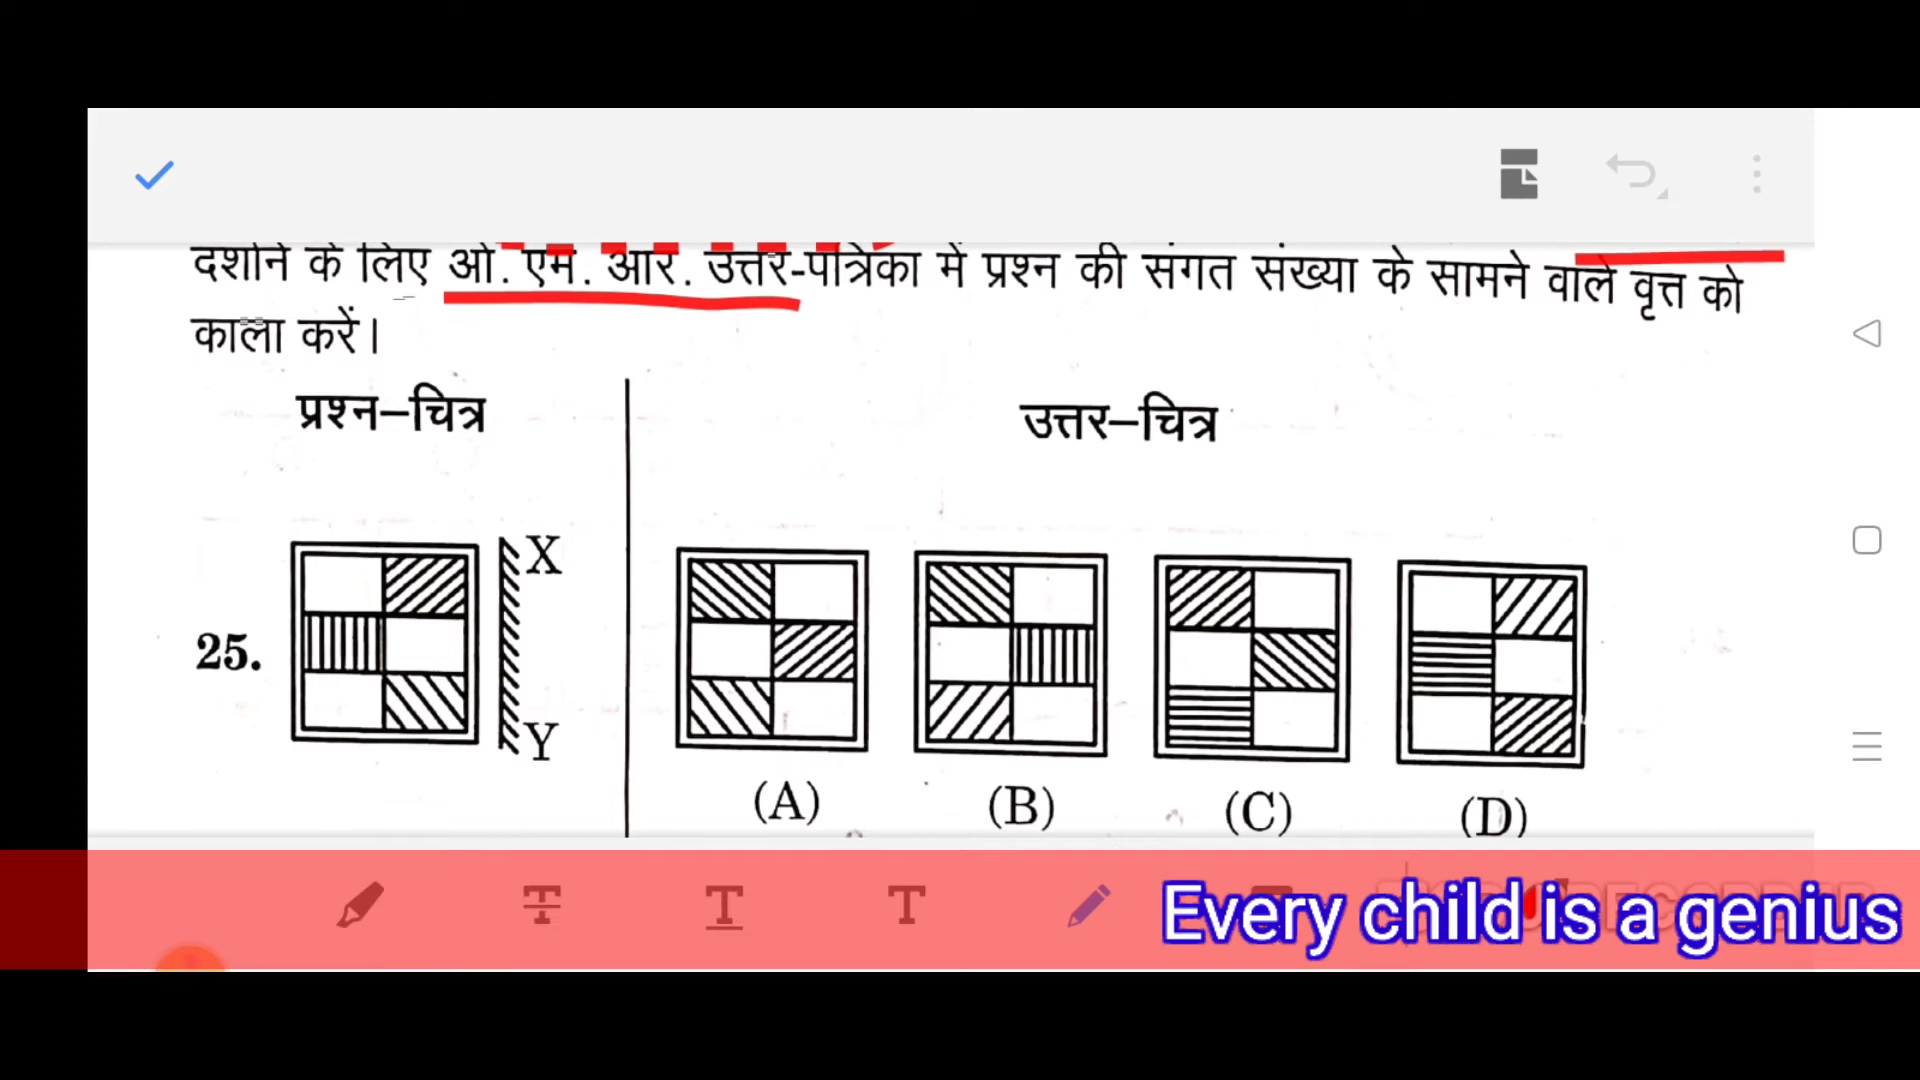 दर्शाने के लिए ओ. एम. आर. उत्तर-पत्रिका में प्रश्न की संगत संख्या के सामने वाले वृत्त को
काला करें।
प्रश्न–चित्र
उत्तर–चित्र
25.
X
Y
(A)
(B)
(C)
(D)
T
T
T
Every child is a genius